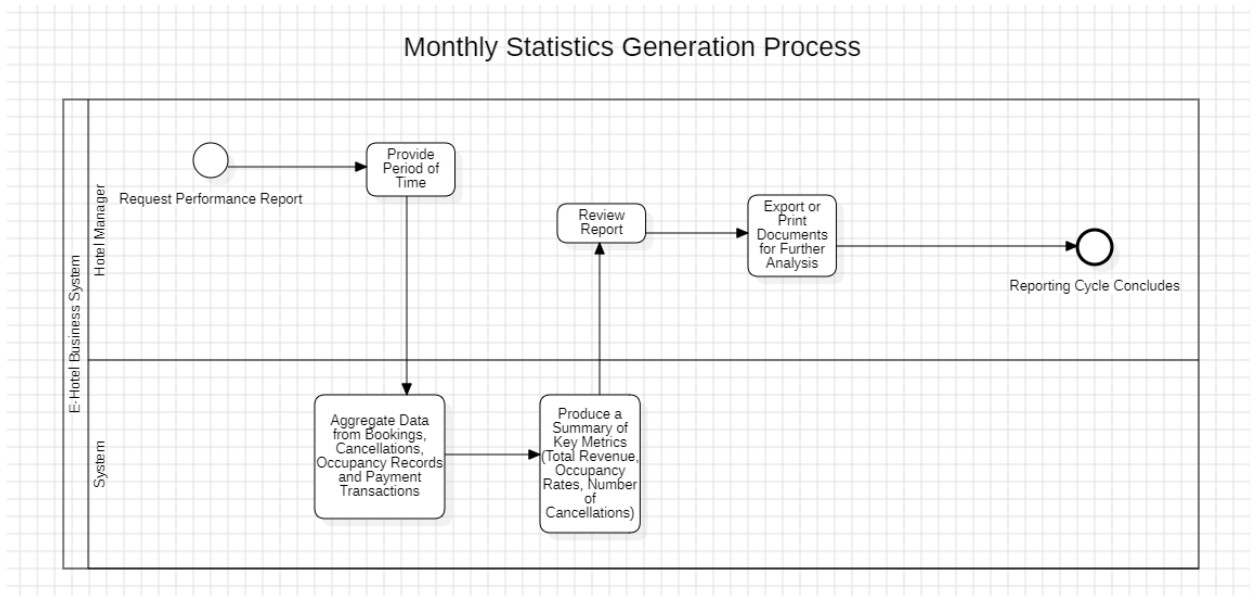 Monthly Statistics Generation Process
E-Hotel Business System
Hotel Manager
Request Performance Report
Provide
Period of
Time
Review
Report
Export or
Print
Documents
for Further
Analysis
Reporting Cycle Concludes
System
Aggregate Data
from Bookings,
Cancellations,
Occupancy Records
and Payment
Transactions
Produce a
Summary of
Key Metrics
(Total Revenue,
Occupancy
Rates, Number
of
Cancellations)